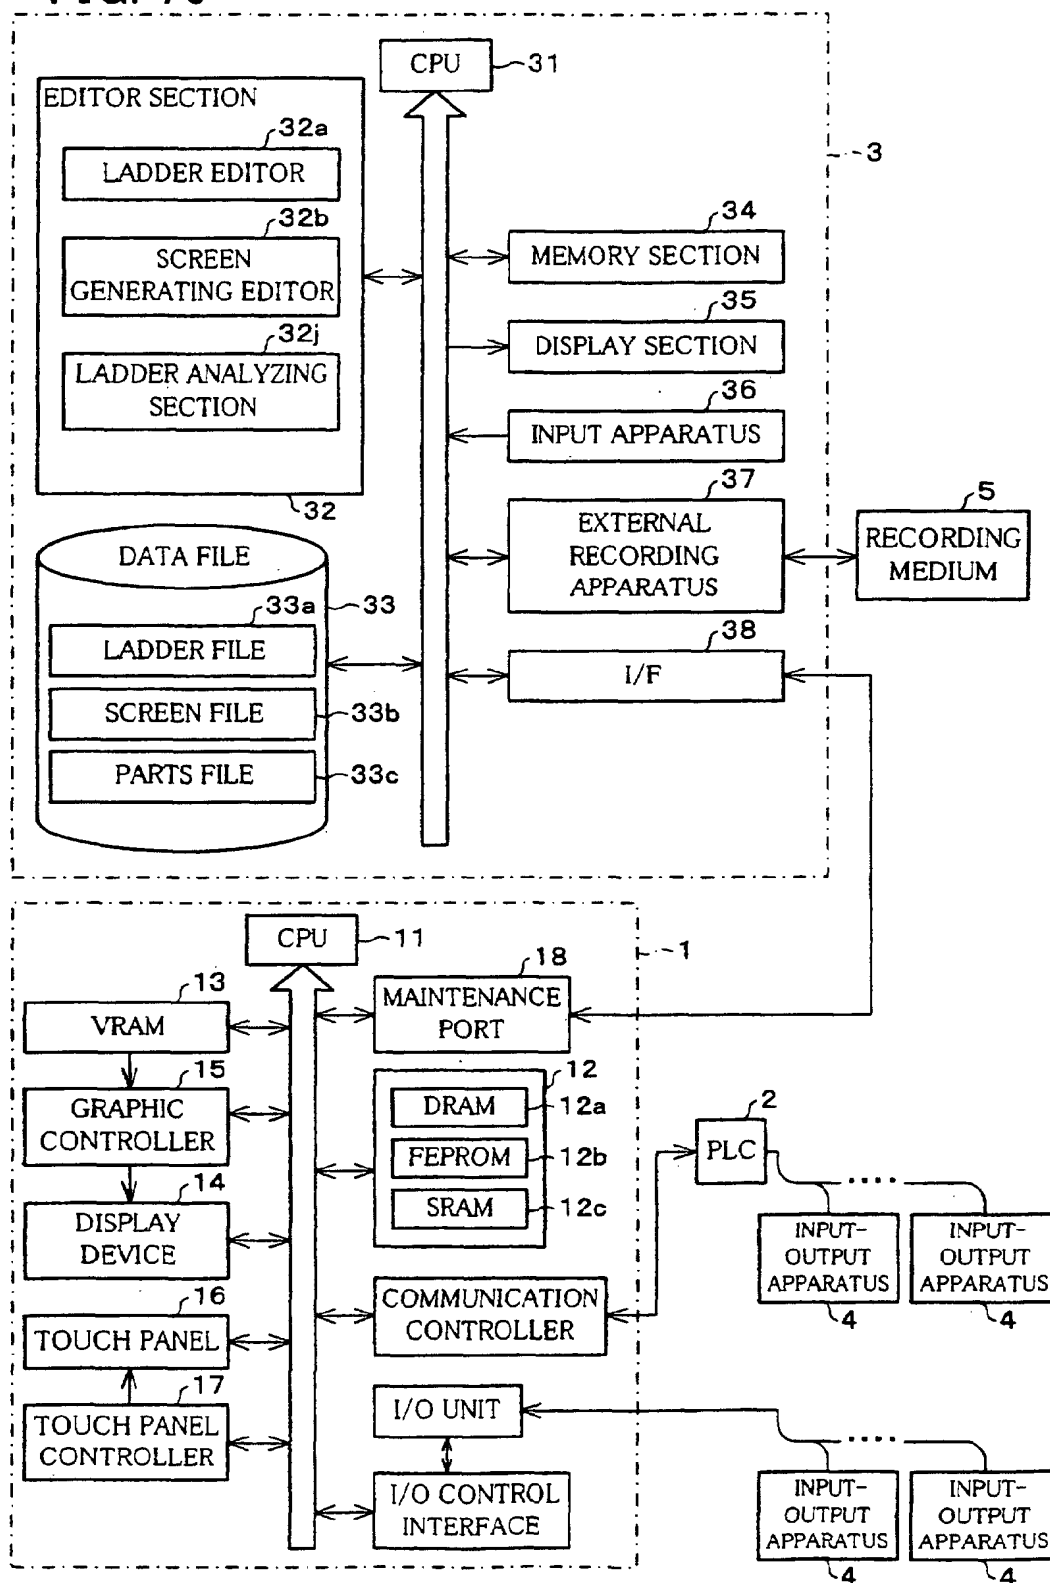 CPU
31
EDITOR SECTION
32a
LADDER EDITOR
3
32b
SCREEN
GENERATING EDITOR
34
MEMORY SECTION
32j
LADDER ANALYZING
SECTION
35
DISPLAY SECTION
36
INPUT APPARATUS
32
37
EXTERNAL
RECORDING
APPARATUS
5
RECORDING
MEDIUM
DATA FILE
33a
33
LADDER FILE
38
I/F
SCREEN FILE
33b
PARTS FILE
33c
CPU
11
1
13
VRAM
18
MAINTENANCE
PORT
15
GRAPHIC
CONTROLLER
12
DRAM
12a
FEPROM
12b
SRAM
12c
2
PLC
14
DISPLAY
DEVICE
INPUT-
OUTPUT
APPARATUS
4
INPUT-
OUTPUT
APPARATUS
4
16
TOUCH PANEL
COMMUNICATION
CONTROLLER
17
TOUCH PANEL
CONTROLLER
I/O UNIT
I/O CONTROL
INTERFACE
INPUT-
OUTPUT
APPARATUS
4
INPUT-
OUTPUT
APPARATUS
4